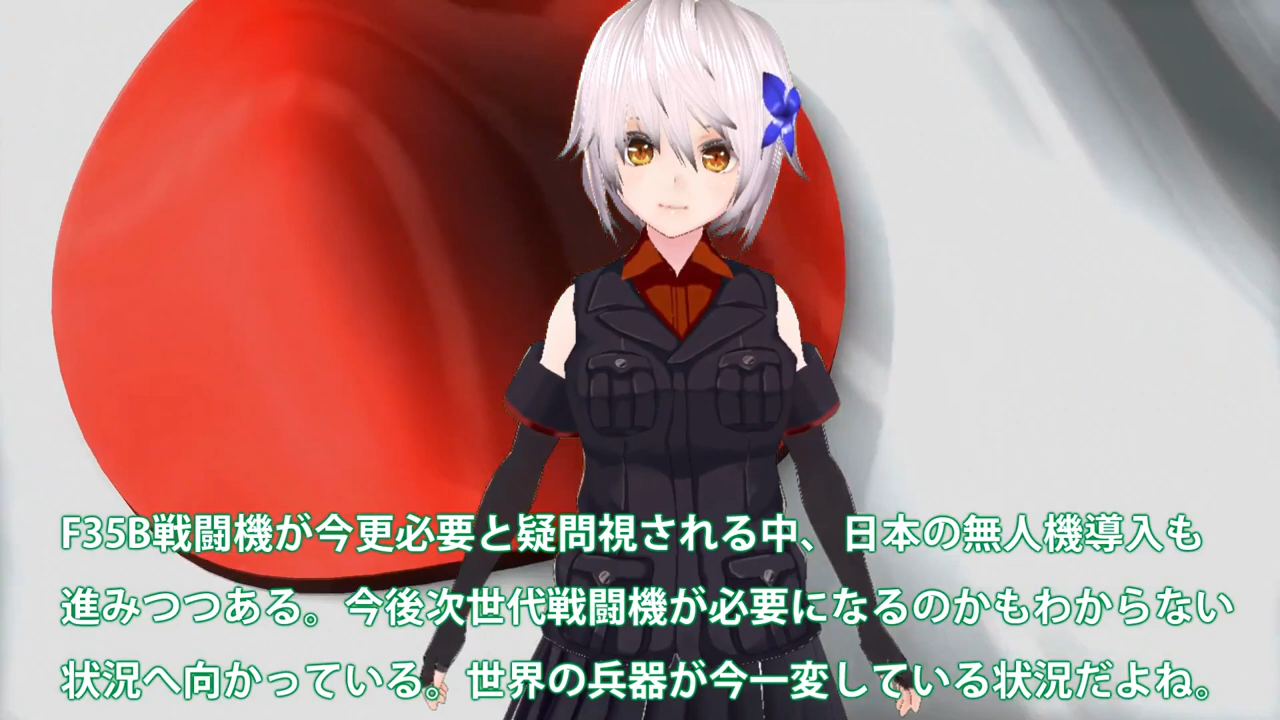 F35B戦闘機が今更必要と疑問視される中、日本の無人機導入も
進みつつある。今後次世代戦闘機が必要になるのかもわからない
状況へ向かっている。世界の兵器が今一変している状況だよね。